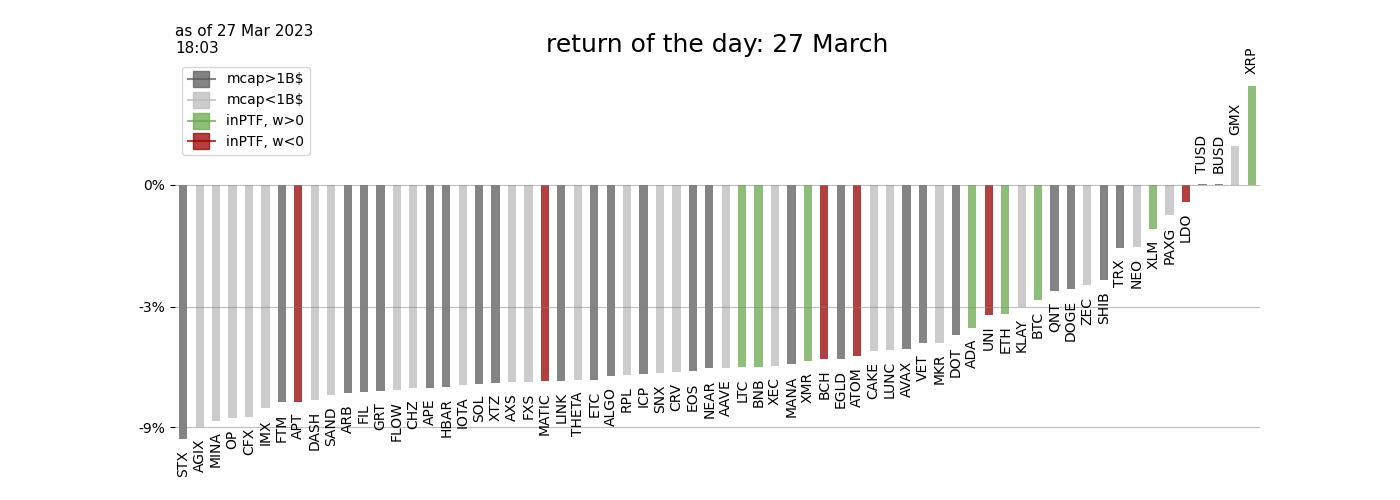 as of 27 Mar 2023
18:03
return of the day: 27 March
mcap>1B$
mcap<1B$
inPTF, w>0
inPTF, w<0
0%
-3%
-9%
STX
AGIX
MINA
OP
CFX
IMX
FTM
APT
DASH
SAND
ARB
FIL
GRT
FLOW
CHZ
APE
HBAR
IOTA
SOL
XTZ
AXS
FXS
MATIC
LINK
THETA
ETC
ALGO
RPL
ICP
SNX
CRV
EOS
NEAR
AAVE
LTC
BNB
XEC
MANA
XMR
BCH
EGLD
ATOM
CAKE
LUNC
AVAX
VET
MKR
DOT
ADA
UNI
ETH
KLAY
BTC
QNT
DOGE
ZEC
SHIB
TRX
NEO
XLM
PAXG
LDO
TUSD
BUSD
GMX
XRP